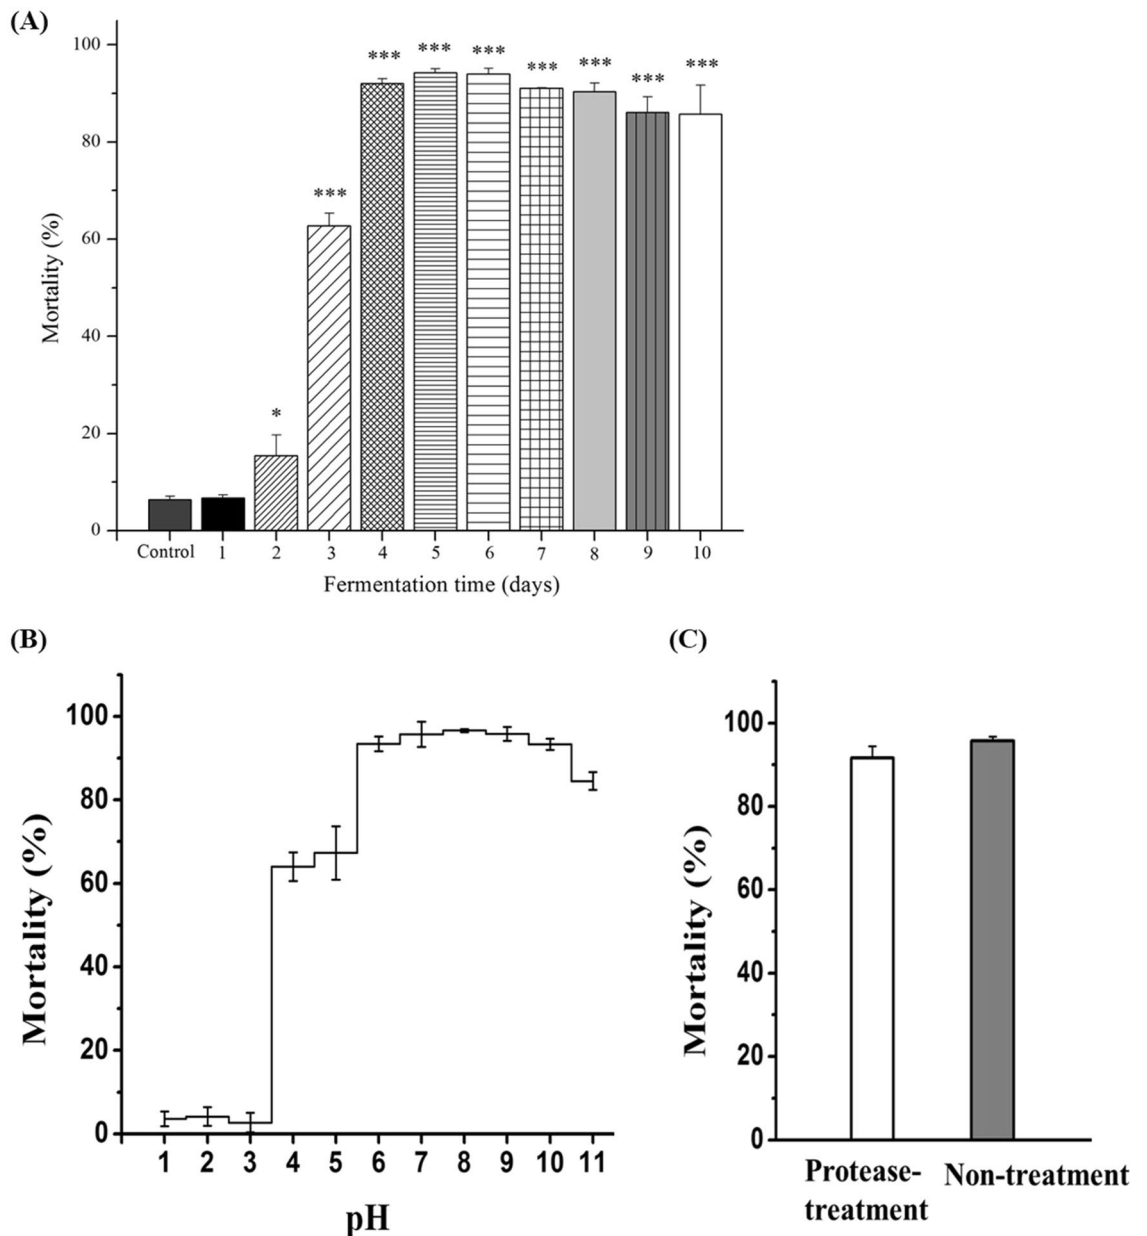 (A)
100
80
60
40
20
0
Mortality (%)
*
***
***
***
***
***
***
***
***
Control 1 2 3 4 5 6 7 8 9 10
Fermentation time (days)
(B)
100
80
60
40
20
0
Mortality (%)
1 2 3 4 5 6 7 8 9 10 11
pH
(C)
100
80
60
40
20
0
Mortality (%)
Protease-
treatment
Non-treatment